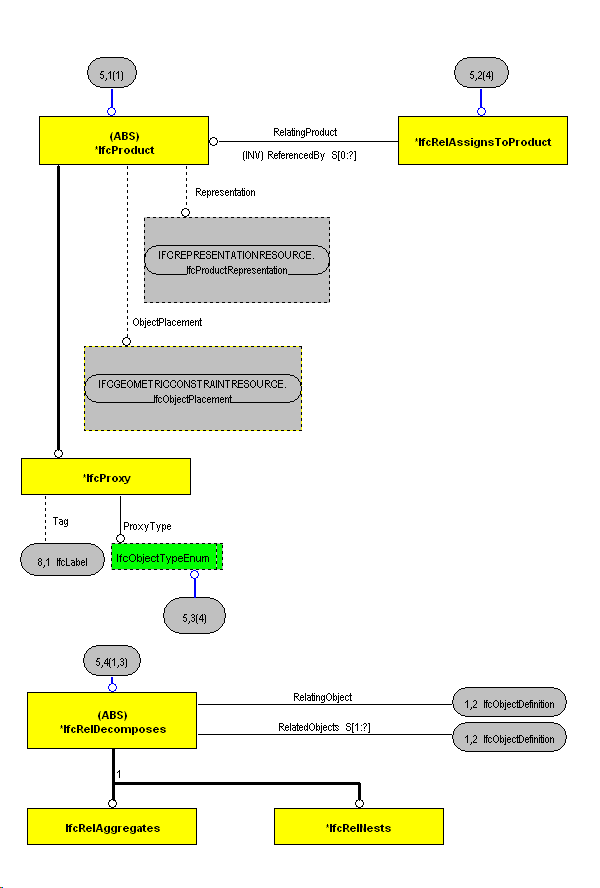 5,1(1)
5,2(4)
(ABS)
*IfcProduct
RelatingProduct
(INV) ReferencedBy S[0:?]
*IfcRelAssignsToProduct
Representation
IFCREPRESENTATIONRESOURCE.
IfcProductRepresentation
ObjectPlacement
IFCGEOMETRICCONSTRAINTRESOURCE.
IfcObjectPlacement
*IfcProxy
Tag
ProxyType
8,1 IfcLabel
IfcObjectTypeEnum
5,3(4)
5,4(1,3)
(ABS)
*IfcRelDecomposes
RelatingObject
1,2 IfcObjectDefinition
RelatedObjects S[1:?]
1,2 IfcObjectDefinition
1
IfcRelAggregates
*IfcRelNests